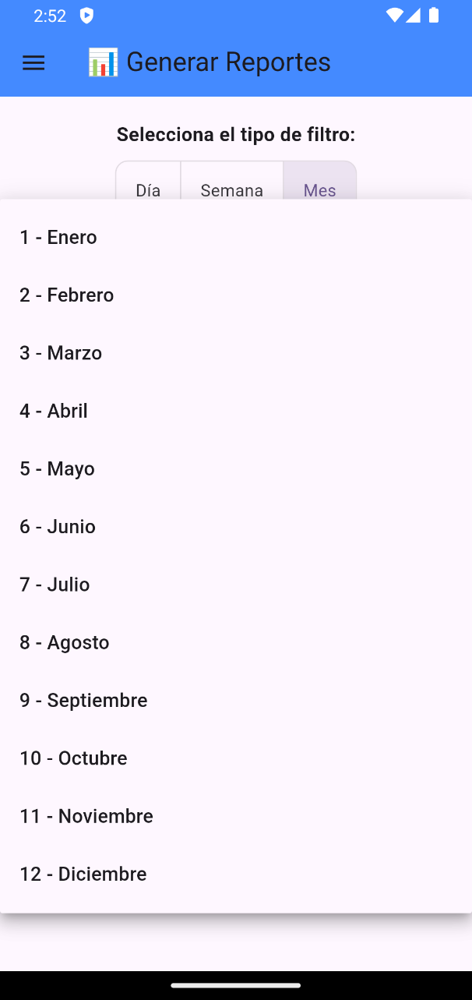 2:52
Generar Reportes
Selecciona el tipo de filtro:
Día Semana Mes
1 - Enero
2 - Febrero
3 - Marzo
4 - Abril
5 - Mayo
6 - Junio
7 - Julio
8 - Agosto
9 - Septiembre
10 - Octubre
11 - Noviembre
12 - Diciembre